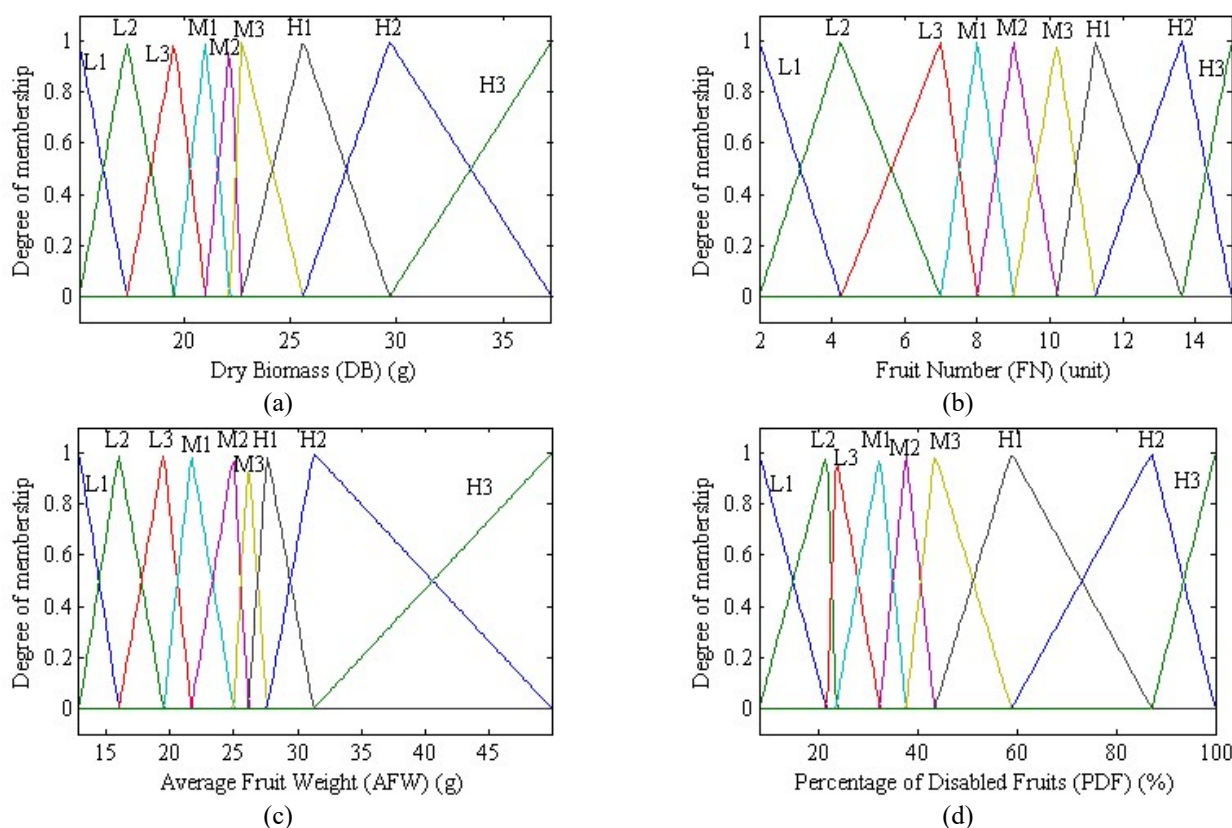 L1 L2 L3 M1 M2 M3 H1 H2 H3
1
0.8
0.6
0.4
0.2
0
Degree of membership
20 25 30 35
Dry Biomass (DB) (g)
(a)
L1 L2 L3 M1 M2 M3 H1 H2 H3
1
0.8
0.6
0.4
0.2
0
Degree of membership
2 4 6 8 10 12 14
Fruit Number (FN) (unit)
(b)
L1 L2 L3 M1 M2 M3 H1 H2 H3
1
0.8
0.6
0.4
0.2
0
Degree of membership
15 20 25 30 35 40 45
Average Fruit Weight (AFW) (g)
(c)
L1 L2 L3 M1 M2 M3 H1 H2 H3
1
0.8
0.6
0.4
0.2
0
Degree of membership
20 40 60 80 100
Percentage of Disabled Fruits (PDF) (%)
(d)